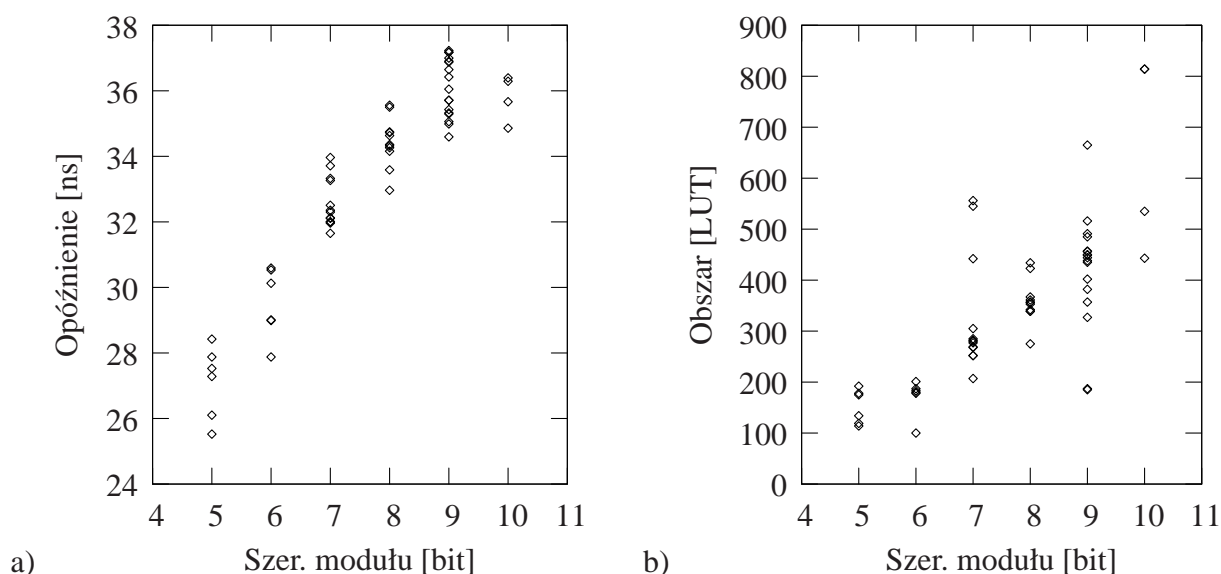 38
36
34
32
30
28
26
24
Opóźnienie [ns]
4 5 6 7 8 9 10 11
Szer. modułu [bit]
a)
900
800
700
600
500
400
300
200
100
0
Obszar [LUT]
4 5 6 7 8 9 10 11
Szer. modułu [bit]
b)